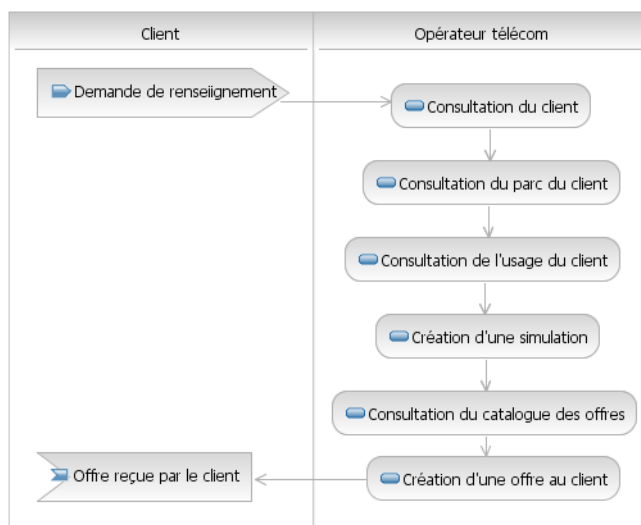 Client
Opérateur télécom
Demande de renseiignement
Consultation du client
Consultation du parc du client
Consultation de l'usage du client
Création d'une simulation
Consultation du catalogue des offres
Offre reçue par le client
Création d'une offre au client